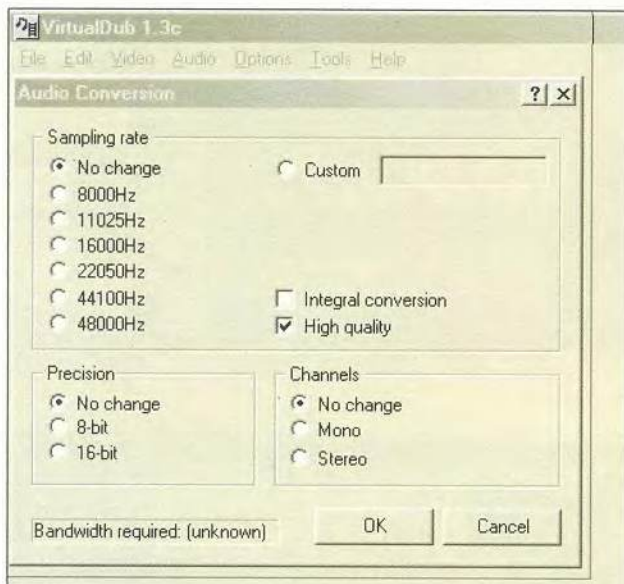 VirtualDub 1.3c
File Edit Video Audio Options Tools Help
Audio Conversion
Sampling rate
No change
Custom
8000Hz
11025Hz
16000Hz
22050Hz
44100Hz
Integral conversion
48000Hz
High quality
Precision
Channels
No change
No change
8-bit
Mono
16-bit
Stereo
Bandwidth required: (unknown)
OK
Cancel